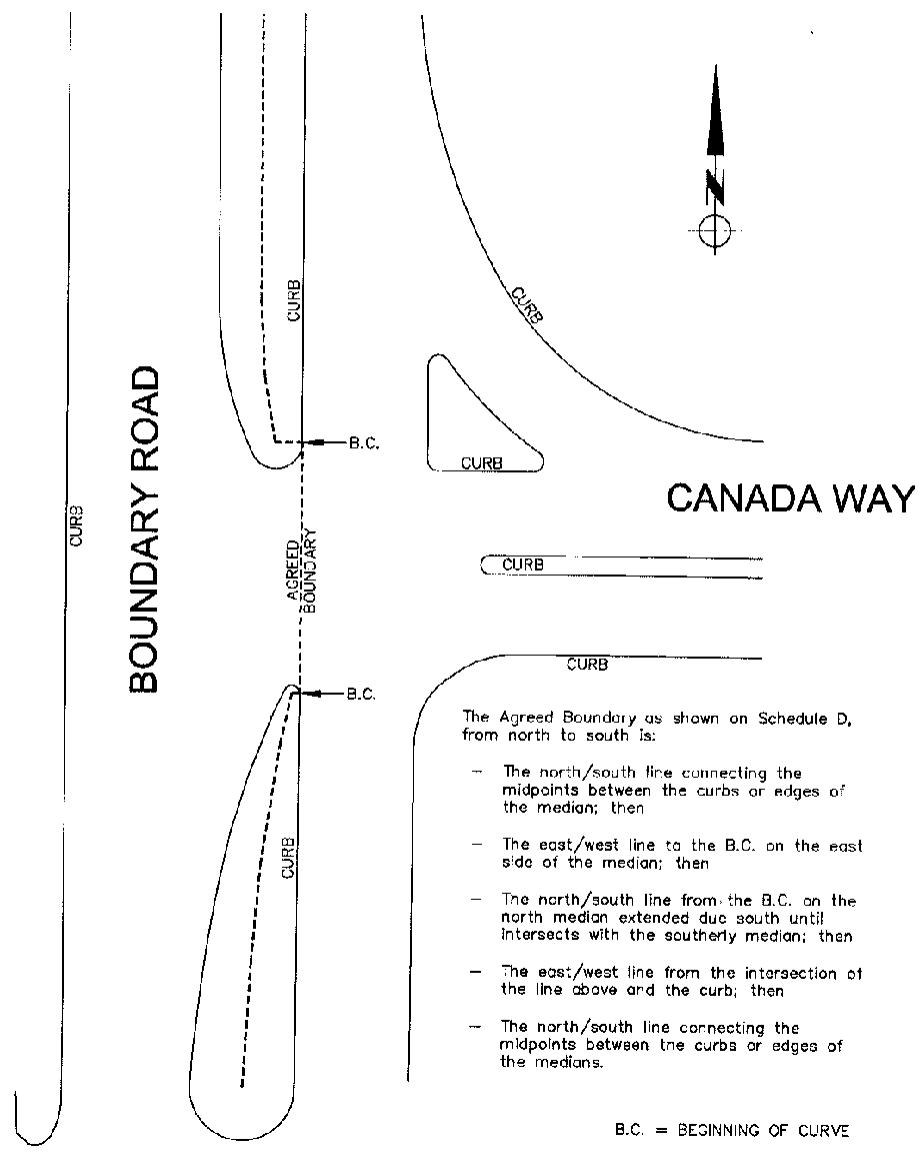 N
CURB
CURB
BOUNDARY ROAD
B.C.
CURB
CANADA WAY
CURB
AGREED
BOUNDARY
CURB
CURB
B.C.
CURB
The Agreed Boundary as shown on Schedule D,
from north to south is:
– The north/south line connecting the
midpoints between the curbs or edges of
the median; then
– The east/west line to the B.C. on the east
side of the median; then
– The north/south line from the B.C. on the
north median extended due south until
intersects with the southerly median; then
– The east/west line from the intersection of
the line above and the curb; then
– The north/south line connecting the
midpoints between the curbs or edges of
the medians.
B.C. = BEGINNING OF CURVE